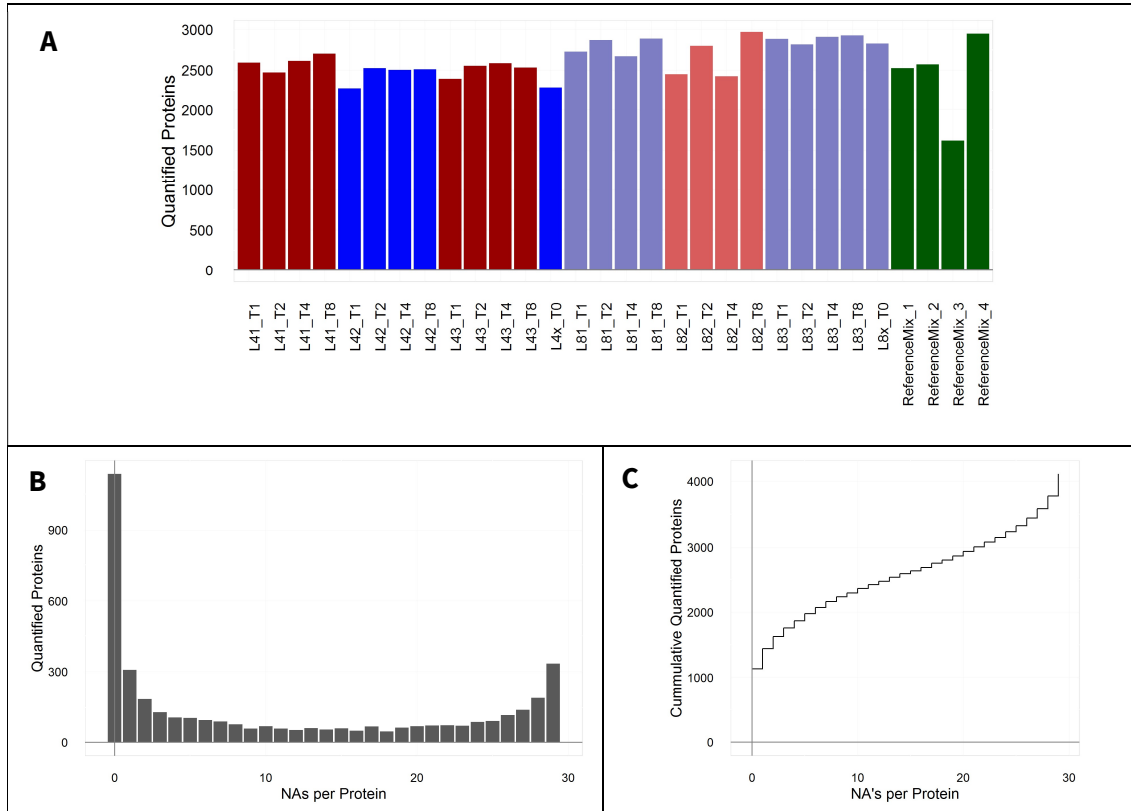 A
Quantified Proteins
3000
2500
2000
1500
1000
500
0
L41_T1
L41_T2
L41_T4
L41_T8
L42_T1
L42_T2
L42_T4
L42_T8
L43_T1
L43_T2
L43_T4
L43_T8
L4x_T0
L81_T1
L81_T2
L81_T4
L81_T8
L82_T1
L82_T2
L82_T4
L82_T8
L83_T1
L83_T2
L83_T4
L83_T8
L8x_T0
ReferenceMix_1
ReferenceMix_2
ReferenceMix_3
ReferenceMix_4
B
Quantified Proteins
900
600
300
0
0 10 20 30
NAs per Protein
C
Cummulative Quantified Proteins
4000
3000
2000
1000
0
0 10 20 30
NA's per Protein